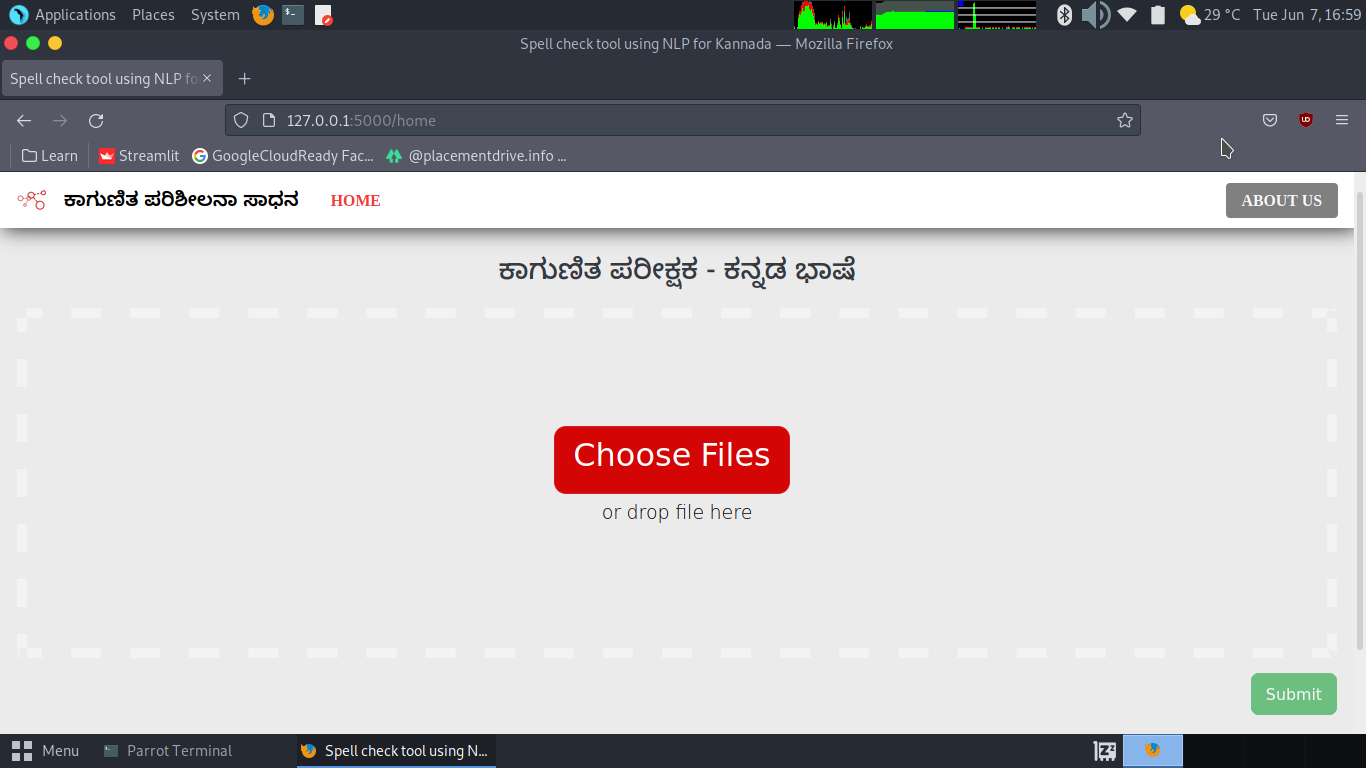 Applications Places System 29 °C Tue Jun 7, 16:59
Spell check tool using NLP for Kannada — Mozilla Firefox
Spell check tool using NLP fo
127.0.0.1:5000/home
Learn Streamlit GoogleCloudReady Fac... @placementdrive.info ...
ಕಾಗುಣಿತ ಪರಿಶೀಲನಾ ಸಾಧನ HOME ABOUT US
ಕಾಗುಣಿತ ಪರೀಕ್ಷಕ - ಕನ್ನಡ ಭಾಷೆ
Choose Files
or drop file here
Submit
Menu Parrot Terminal Spell check tool using N...